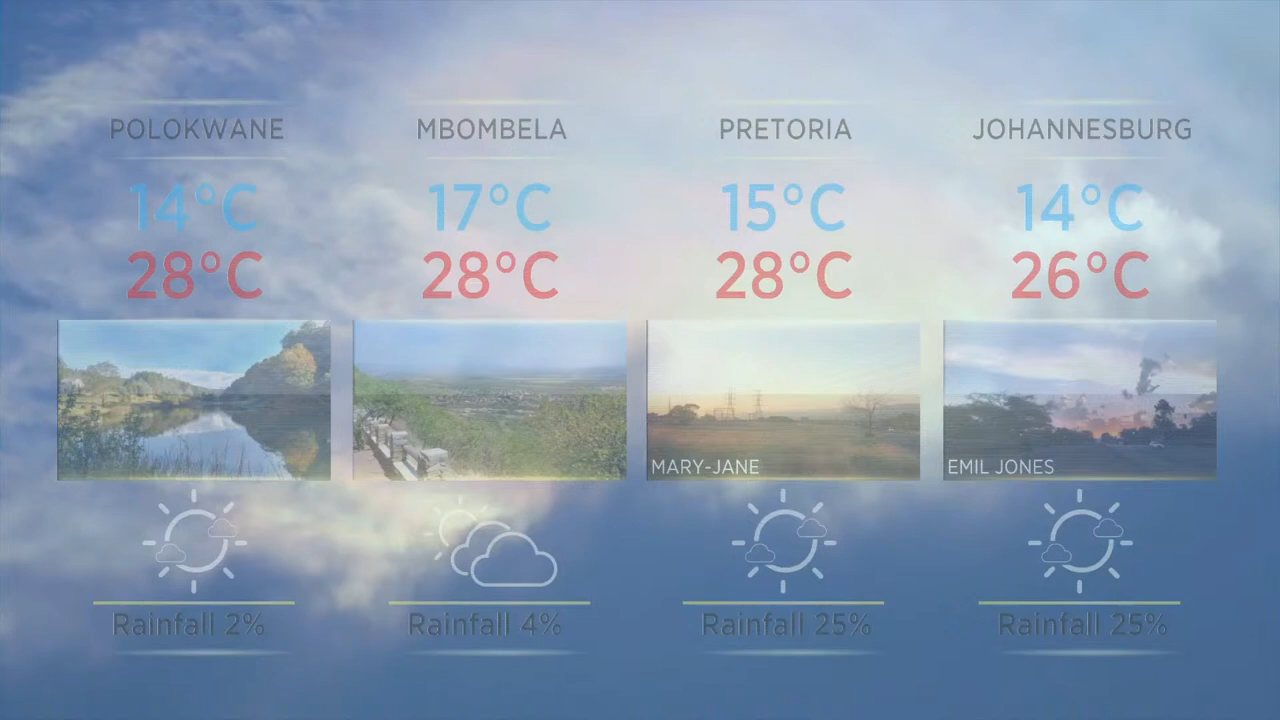 POLOKWANE
14°C
28°C
Rainfall 2%
MBOMBELA
17°C
28°C
Rainfall 4%
PRETORIA
15°C
28°C
MARY-JANE
Rainfall 25%
JOHANNESBURG
14°C
26°C
EMIL JONES
Rainfall 25%